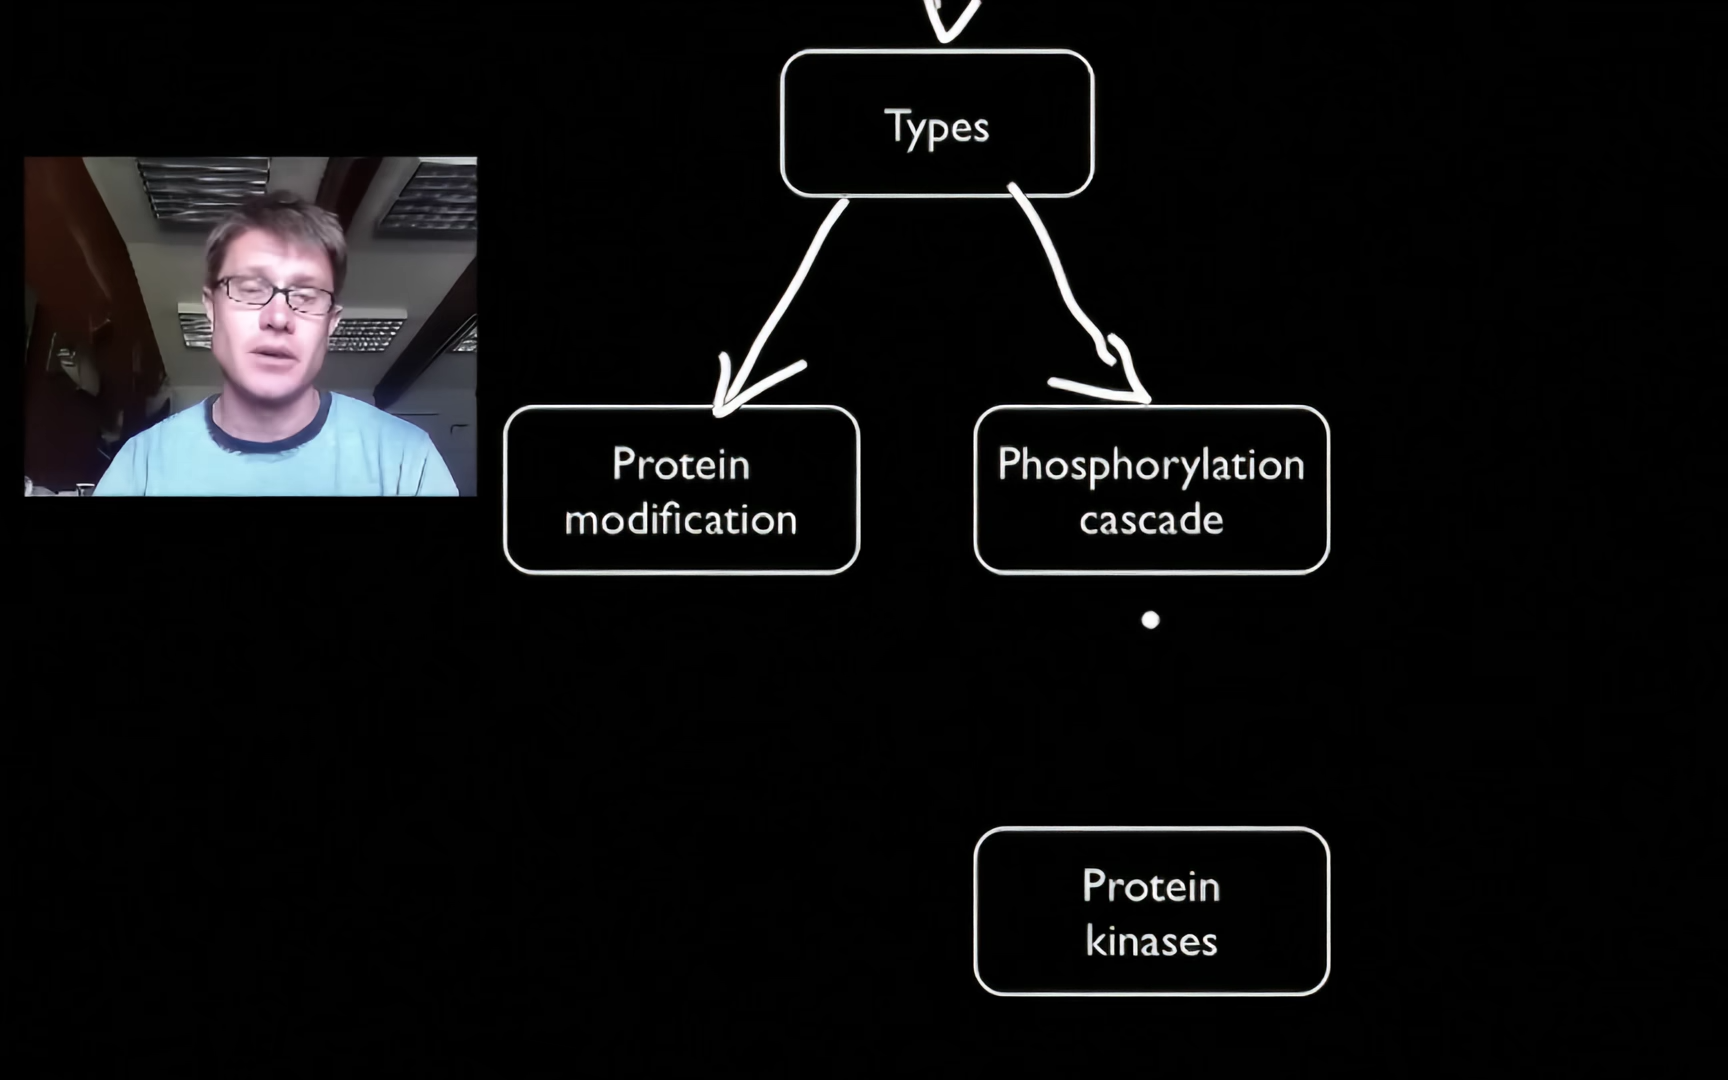 Types
Protein
modification
Phosphorylation
cascade
Protein
kinases